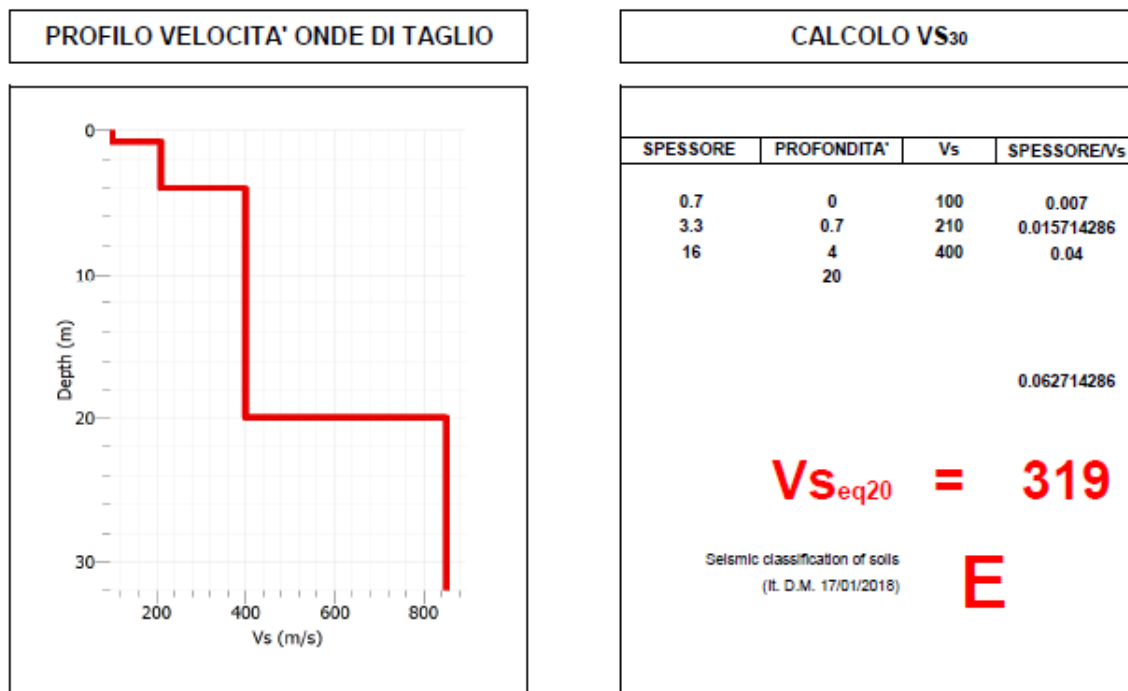 PROFILO VELOCITA' ONDE DI TAGLIO
0
10
20
30
Depth (m)
200 400 600 800
Vs (m/s)
CALCOLO VS30
SPESSORE PROFONDITA' Vs SPESSORE/Vs
0.7 0 100 0.007
3.3 0.7 210 0.015714286
16 4 400 0.04
20
0.062714286
Vseq20 = 319
Seismic classification of soils
(It. D.M. 17/01/2018)
E